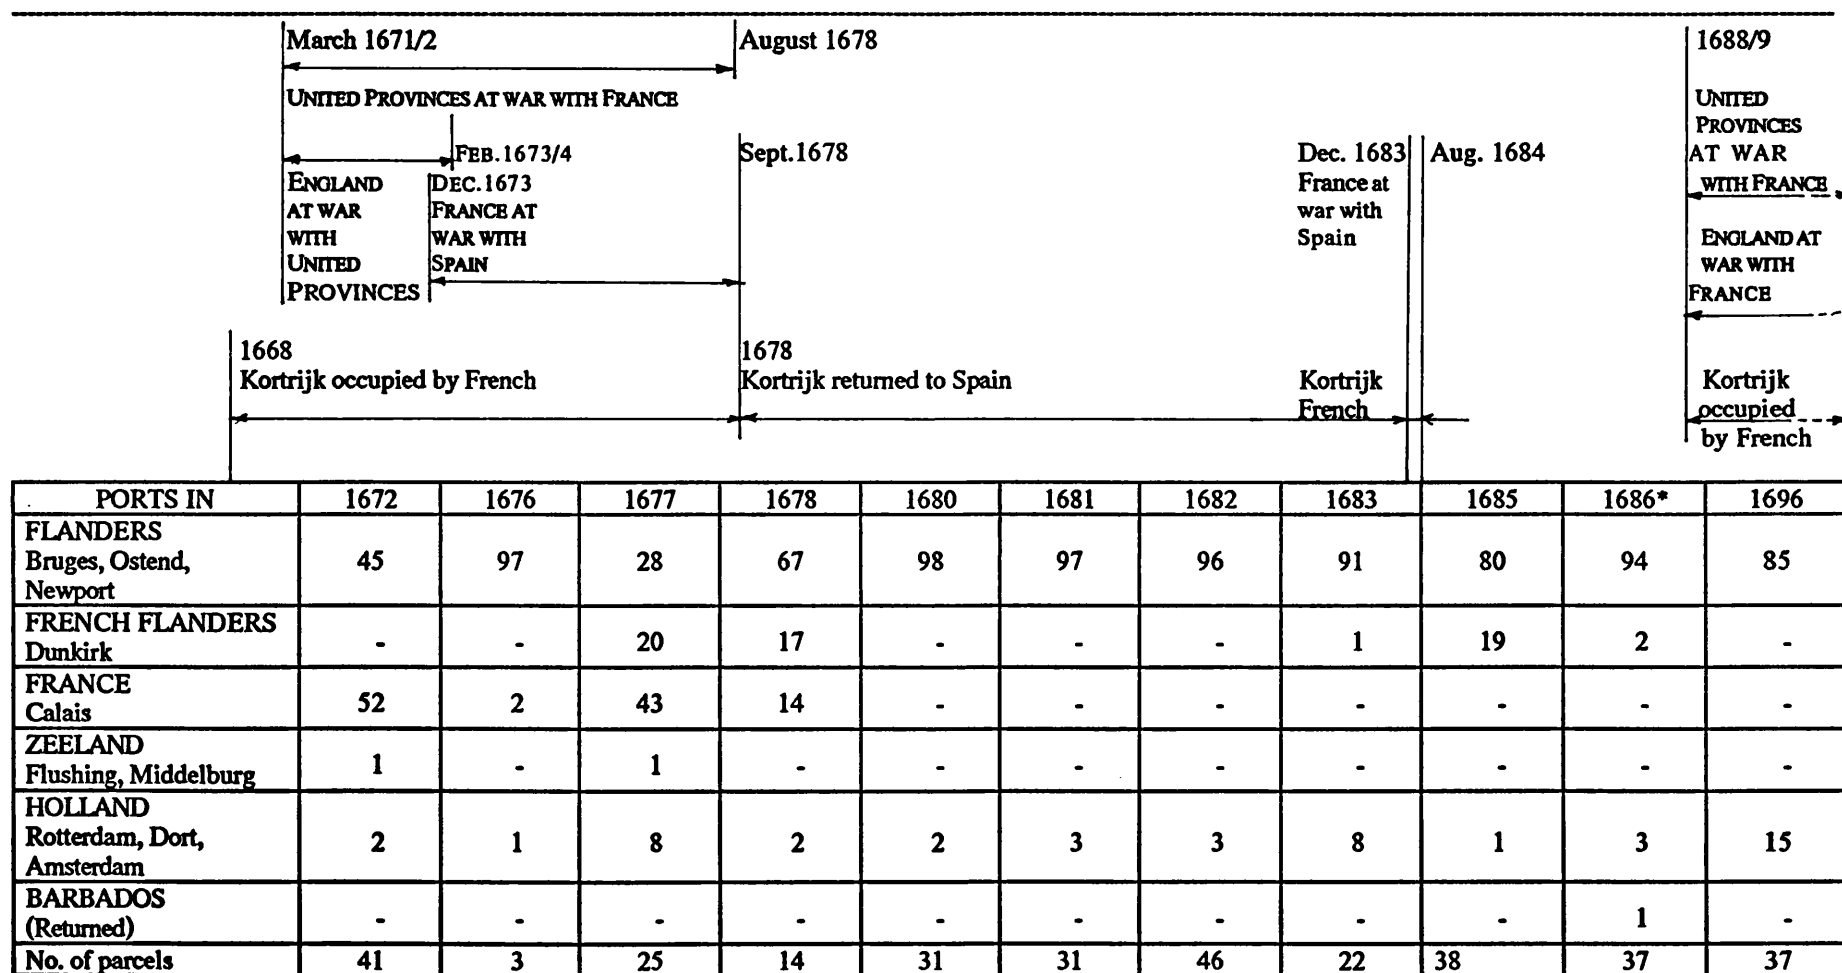 March 1671/2 August 1678 1688/9
UNITED PROVINCES AT WAR WITH FRANCE
UNITED
PROVINCES
AT WAR
WITH FRANCE
FEB. 1673/4 Sept.1678 Dec. 1683 Aug. 1684
ENGLAND
AT WAR
WITH
UNITED
PROVINCES
DEC.1673
FRANCE AT
WAR WITH
SPAIN
France at
war with
Spain
ENGLAND AT
WAR WITH
FRANCE
1668
Kortrijk occupied by French
1678
Kortrijk returned to Spain
Kortrijk
French
Kortrijk
occupied
by French
PORTS IN 1672 1676 1677 1678 1680 1681 1682 1683 1685 1686* 1696
FLANDERS
Bruges, Ostend, 45 97 28 67 98 97 96 91 80 94 85
Newport
FRENCH FLANDERS
Dunkirk - - 20 17 - - - 1 19 2 -
FRANCE
Calais 52 2 43 14 - - - - - - -
ZEELAND
Flushing, Middelburg 1 - 1 - - - - - - - -
HOLLAND
Rotterdam, Dort, 2 1 8 2 2 3 3 8 1 3 15
Amsterdam
BARBADOS
(Returned) - - - - - - - - - 1 -
No. of parcels 41 3 25 14 31 31 46 22 38 37 37